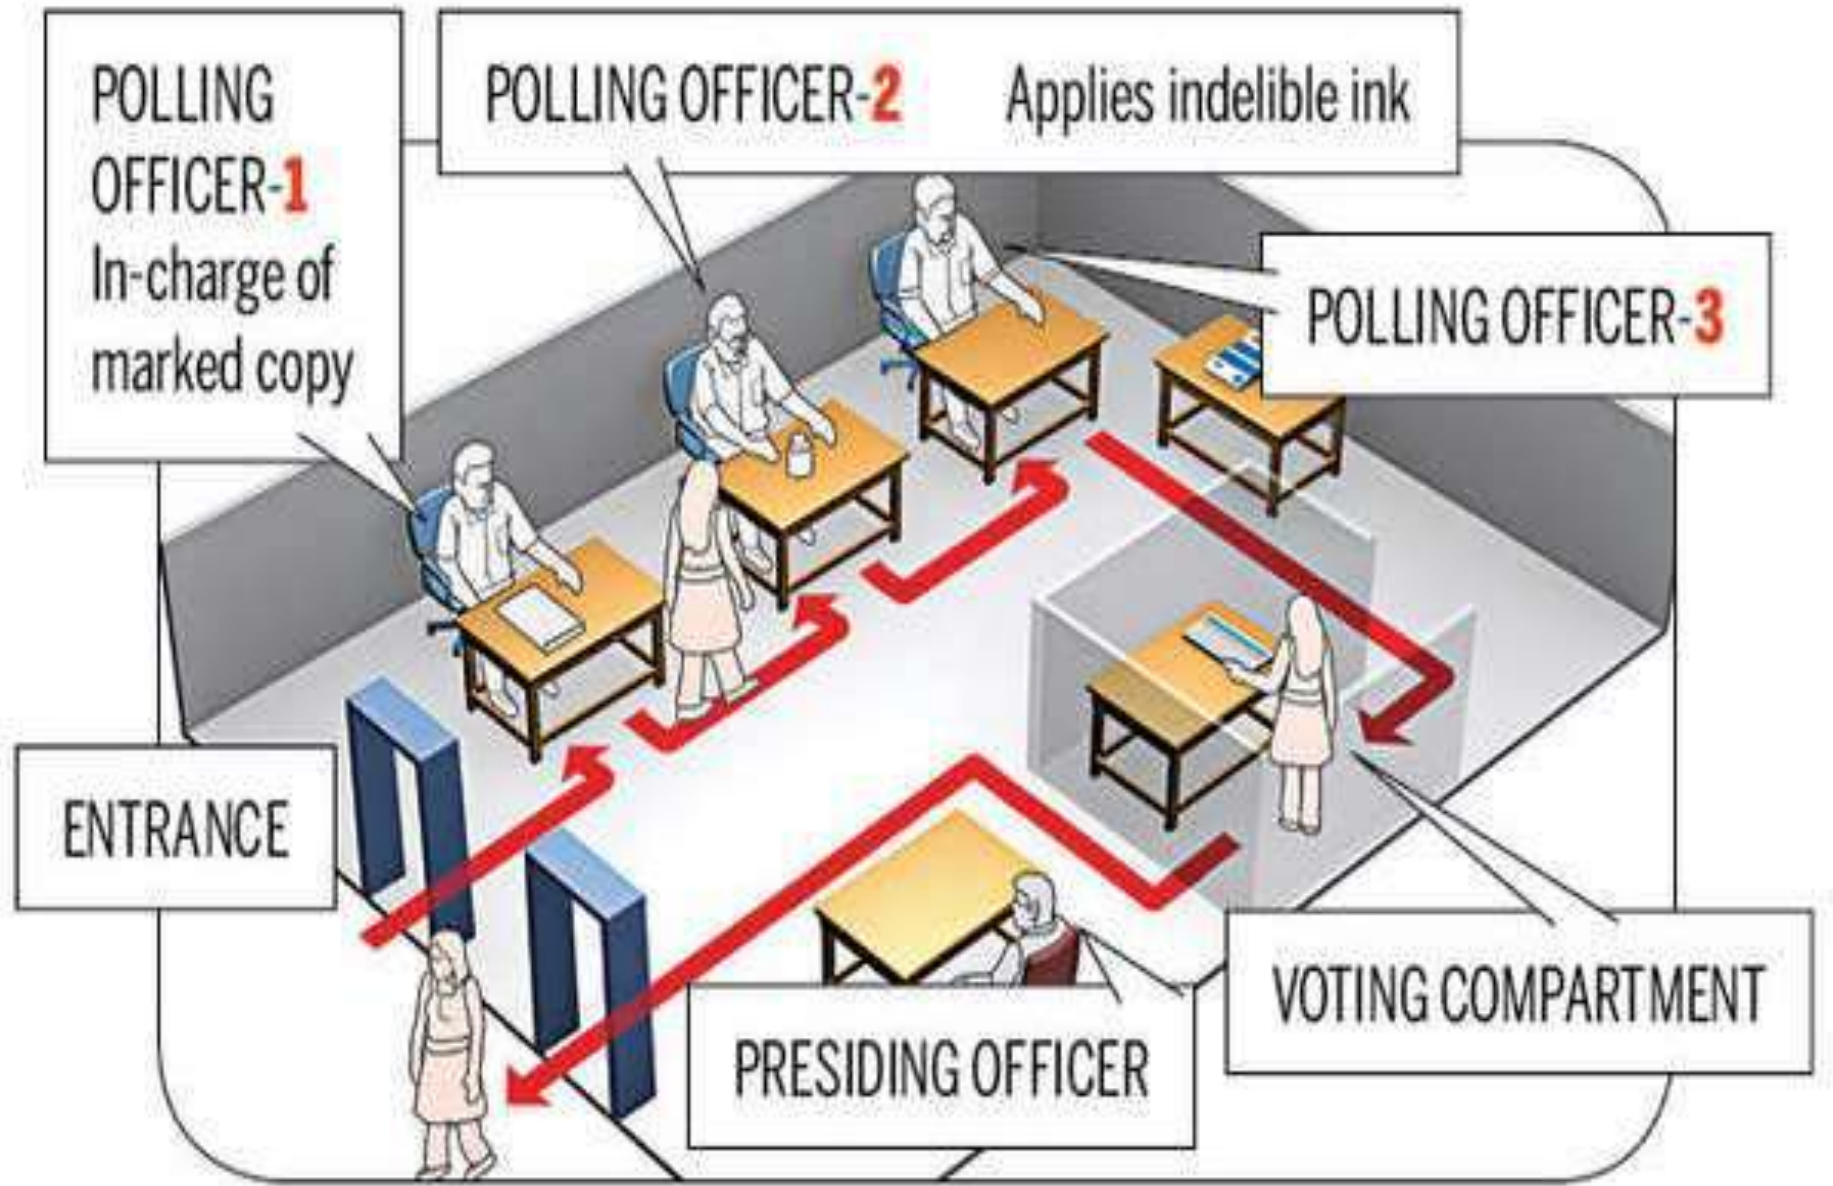 POLLING
OFFICER-1
In-charge of
marked copy
POLLING OFFICER-2 Applies indelible ink
POLLING OFFICER-3
ENTRANCE
VOTING COMPARTMENT
PRESIDING OFFICER